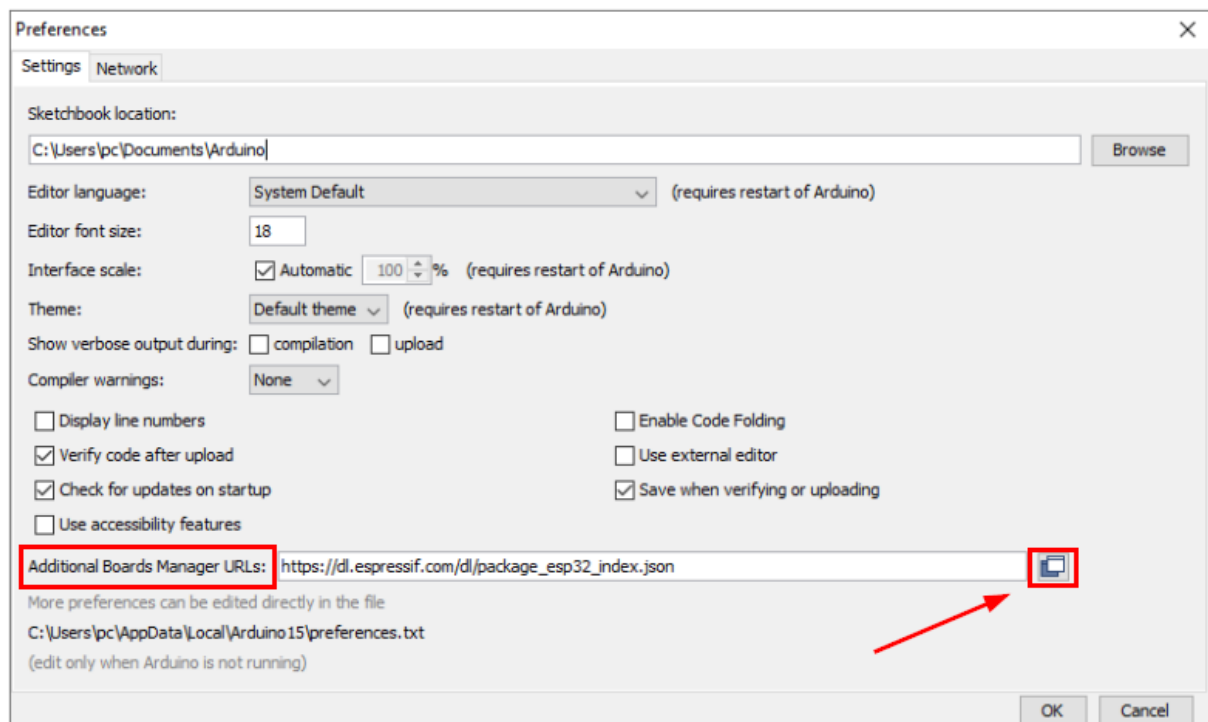 Preferences
Settings Network
Sketchbook location:
C:\Users\pc\Documents\Arduino Browse
Editor language: System Default (requires restart of Arduino)
Editor font size: 18
Interface scale: Automatic 100 % (requires restart of Arduino)
Theme: Default theme (requires restart of Arduino)
Show verbose output during: compilation upload
Compiler warnings: None
Display line numbers Enable Code Folding
Verify code after upload Use external editor
Check for updates on startup Save when verifying or uploading
Use accessibility features
Additional Boards Manager URLs: https://dl.espressif.com/dl/package_esp32_index.json
More preferences can be edited directly in the file
C:\Users\pc\AppData\Local\Arduino15\preferences.txt
(edit only when Arduino is not running)
OK Cancel